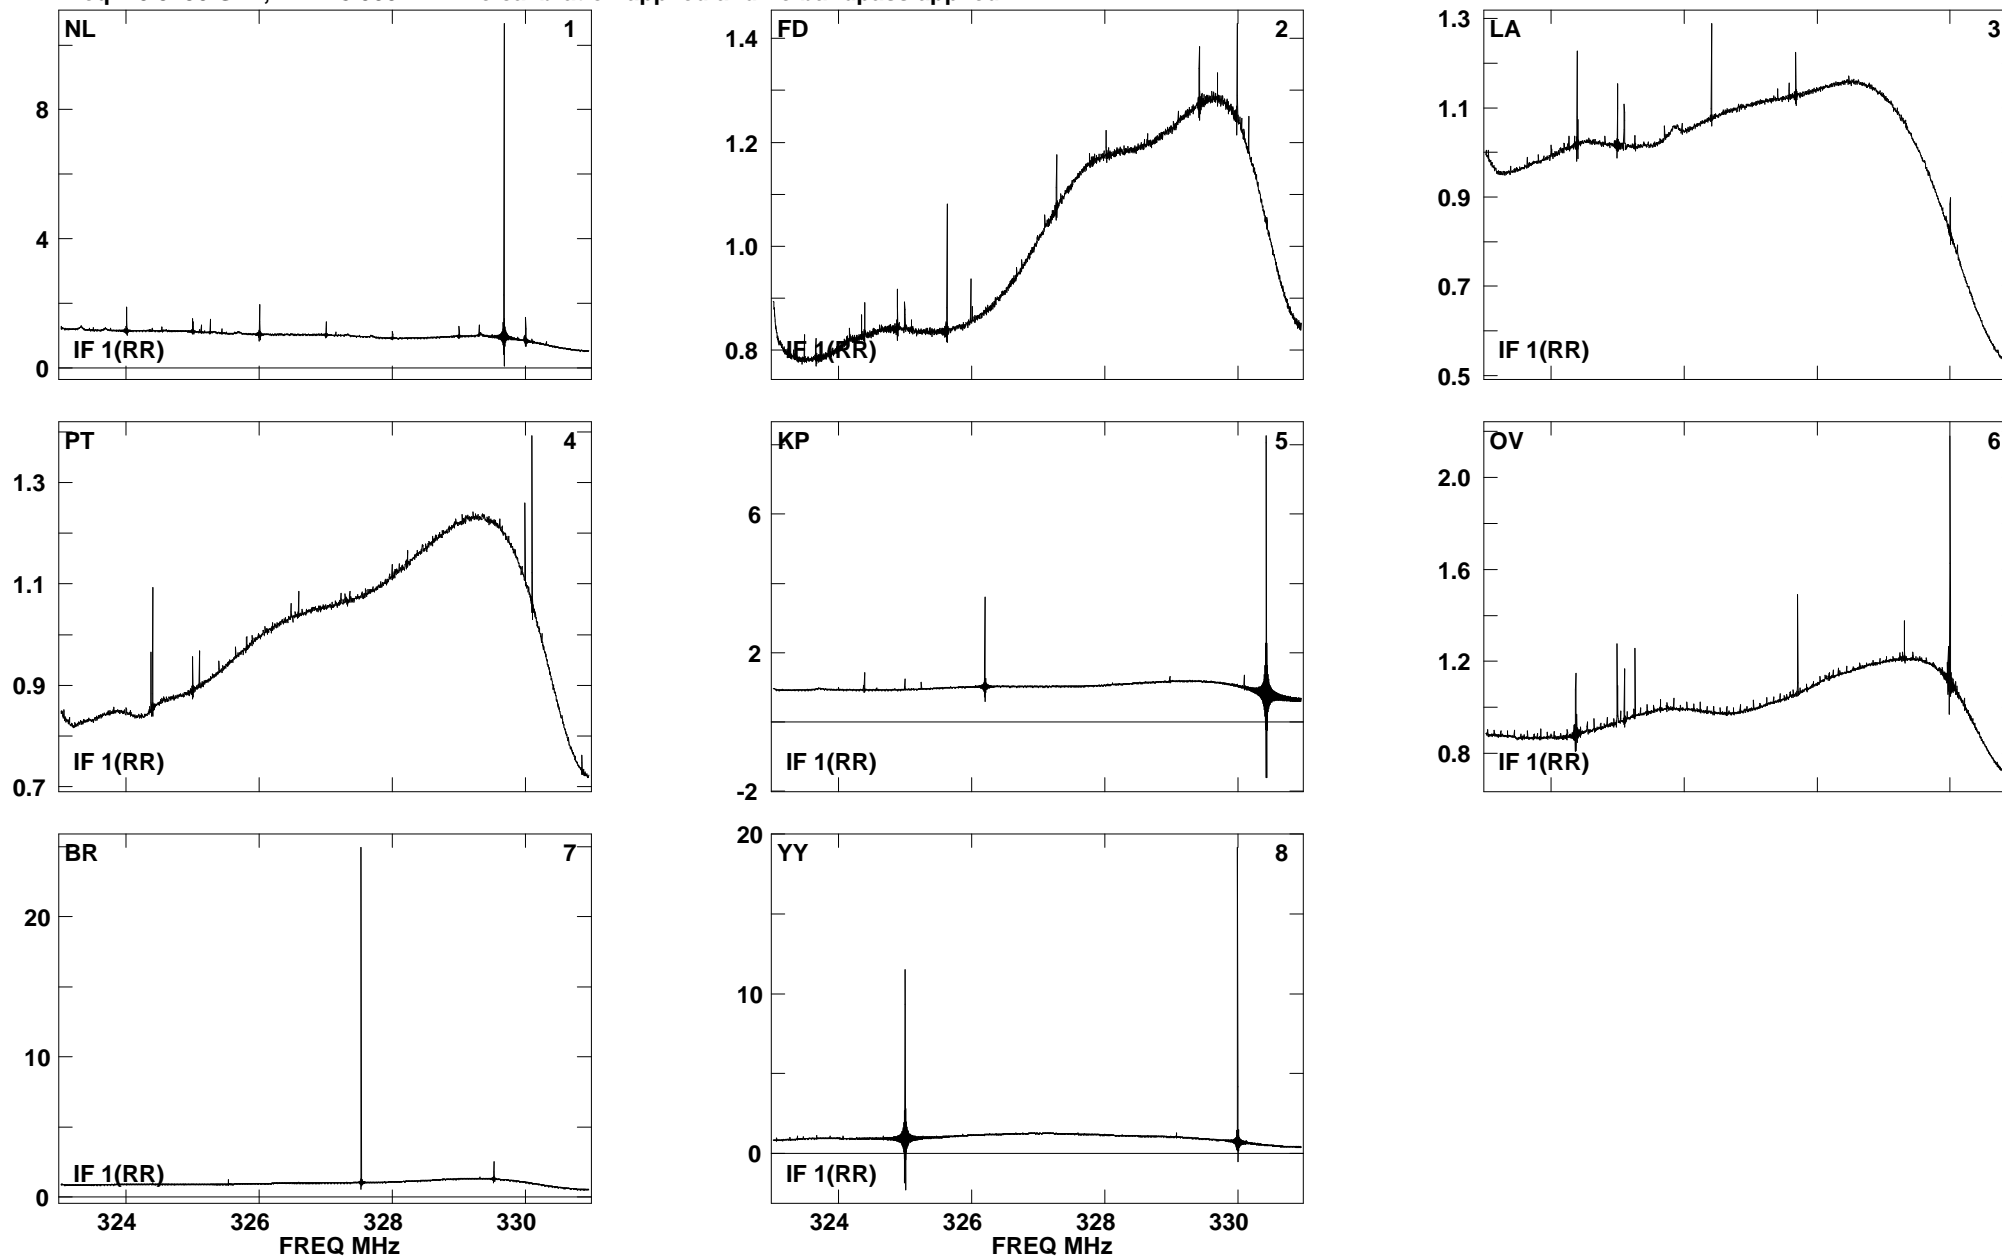 NL 1
8
4
0
IF 1(RR)
FD 2
1.4
1.2
1.0
0.8
IF 1(RR)
LA 3
1.3
1.1
0.9
0.7
0.5
IF 1(RR)
PT 4
1.3
1.1
0.9
0.7
IF 1(RR)
KP 5
6
2
-2
IF 1(RR)
OV 6
2.0
1.6
1.2
0.8
IF 1(RR)
BR 7
20
10
0
IF 1(RR)
324 326 328 330
FREQ MHz
YY 8
20
10
0
IF 1(RR)
324 326 328 330
FREQ MHz